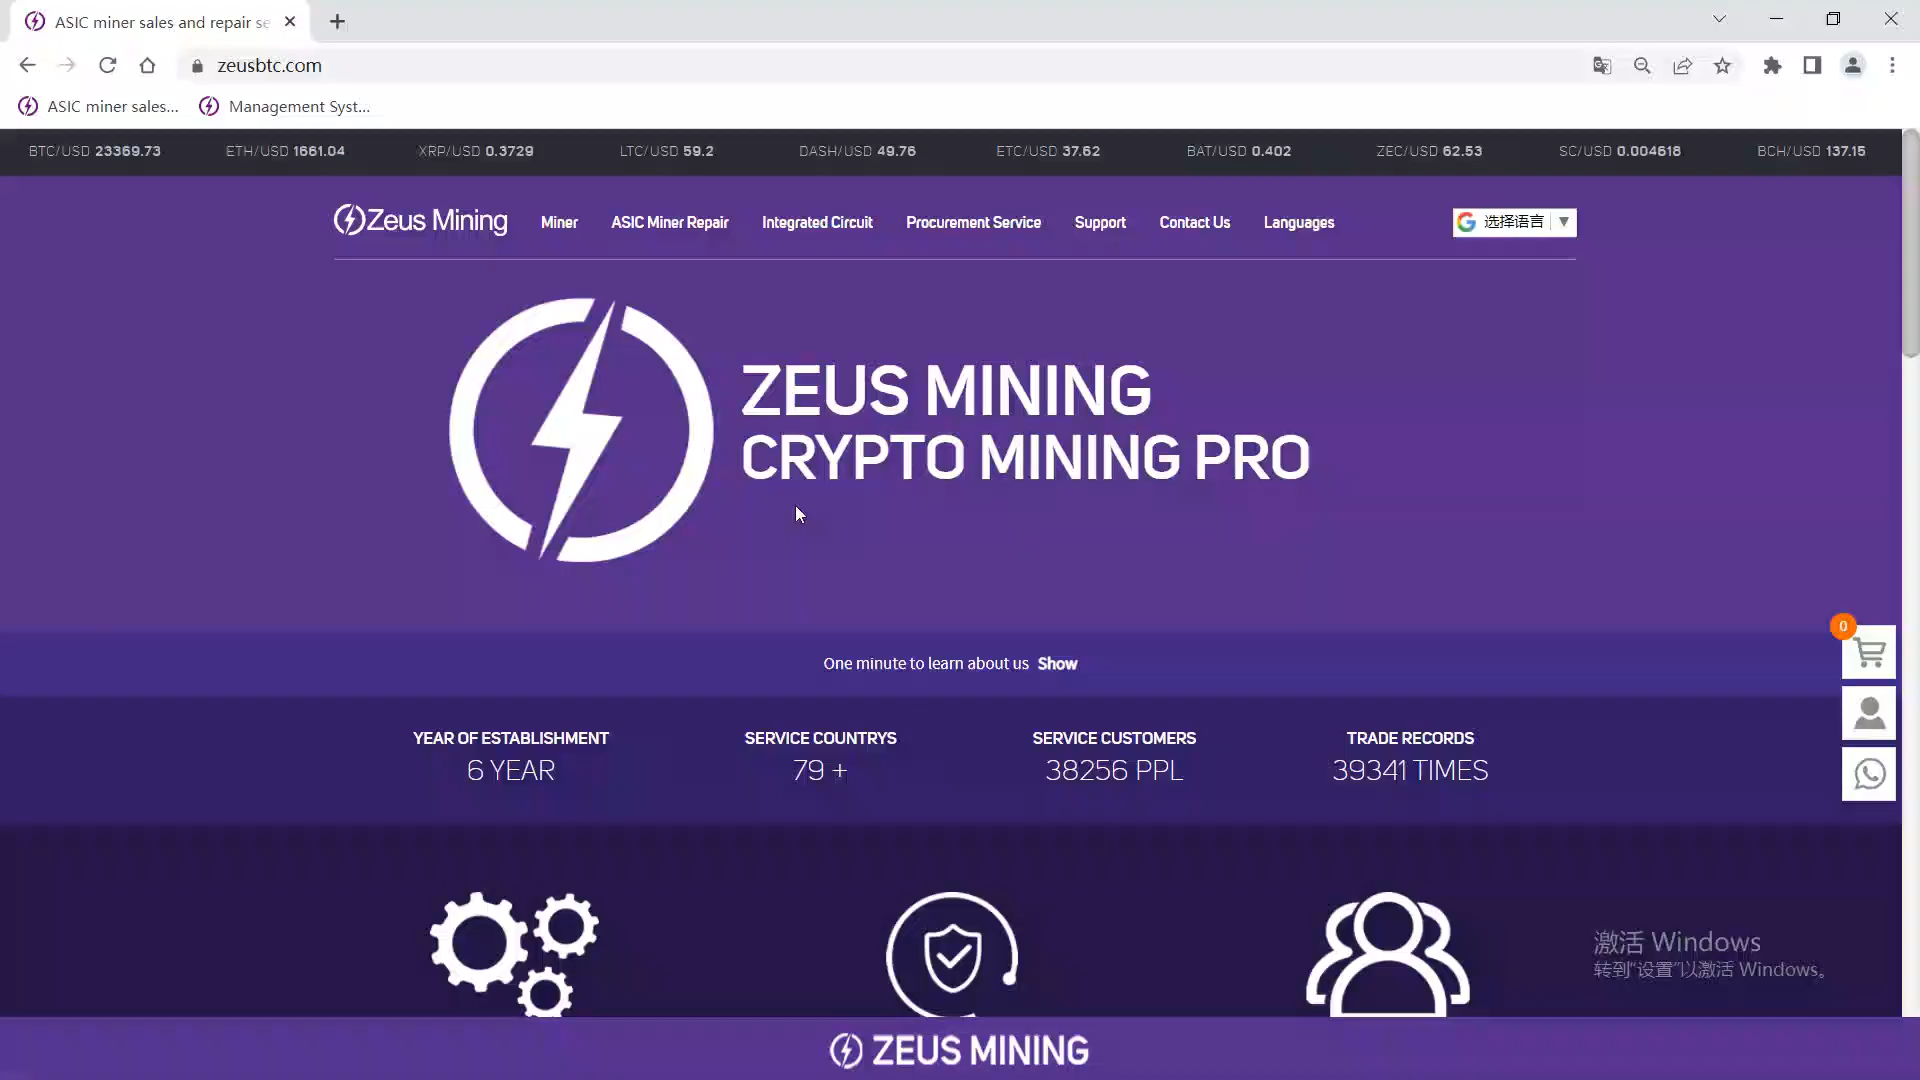 ASIC miner sales and repair se
zeusbtc.com
ASIC miner sales...
Management Syst...
BTC/USD 23369.73
ETH/USD 1661.04
XRP/USD 0.3729
LTC/USD 59.2
DASH/USD 49.76
ETC/USD 37.62
BAT/USD 0.402
ZEC/USD 62.53
SC/USD 0.004618
BCH/USD 137.15
Zeus Mining
Miner
ASIC Miner Repair
Integrated Circuit
Procurement Service
Support
Contact Us
Languages
选择语言
ZEUS MINING
CRYPTO MINING PRO
One minute to learn about us Show
YEAR OF ESTABLISHMENT
6 YEAR
SERVICE COUNTRYS
79 +
SERVICE CUSTOMERS
38256 PPL
TRADE RECORDS
39341 TIMES
0
激活 Windows
转到"设置"以激活 Windows。
ZEUS MINING